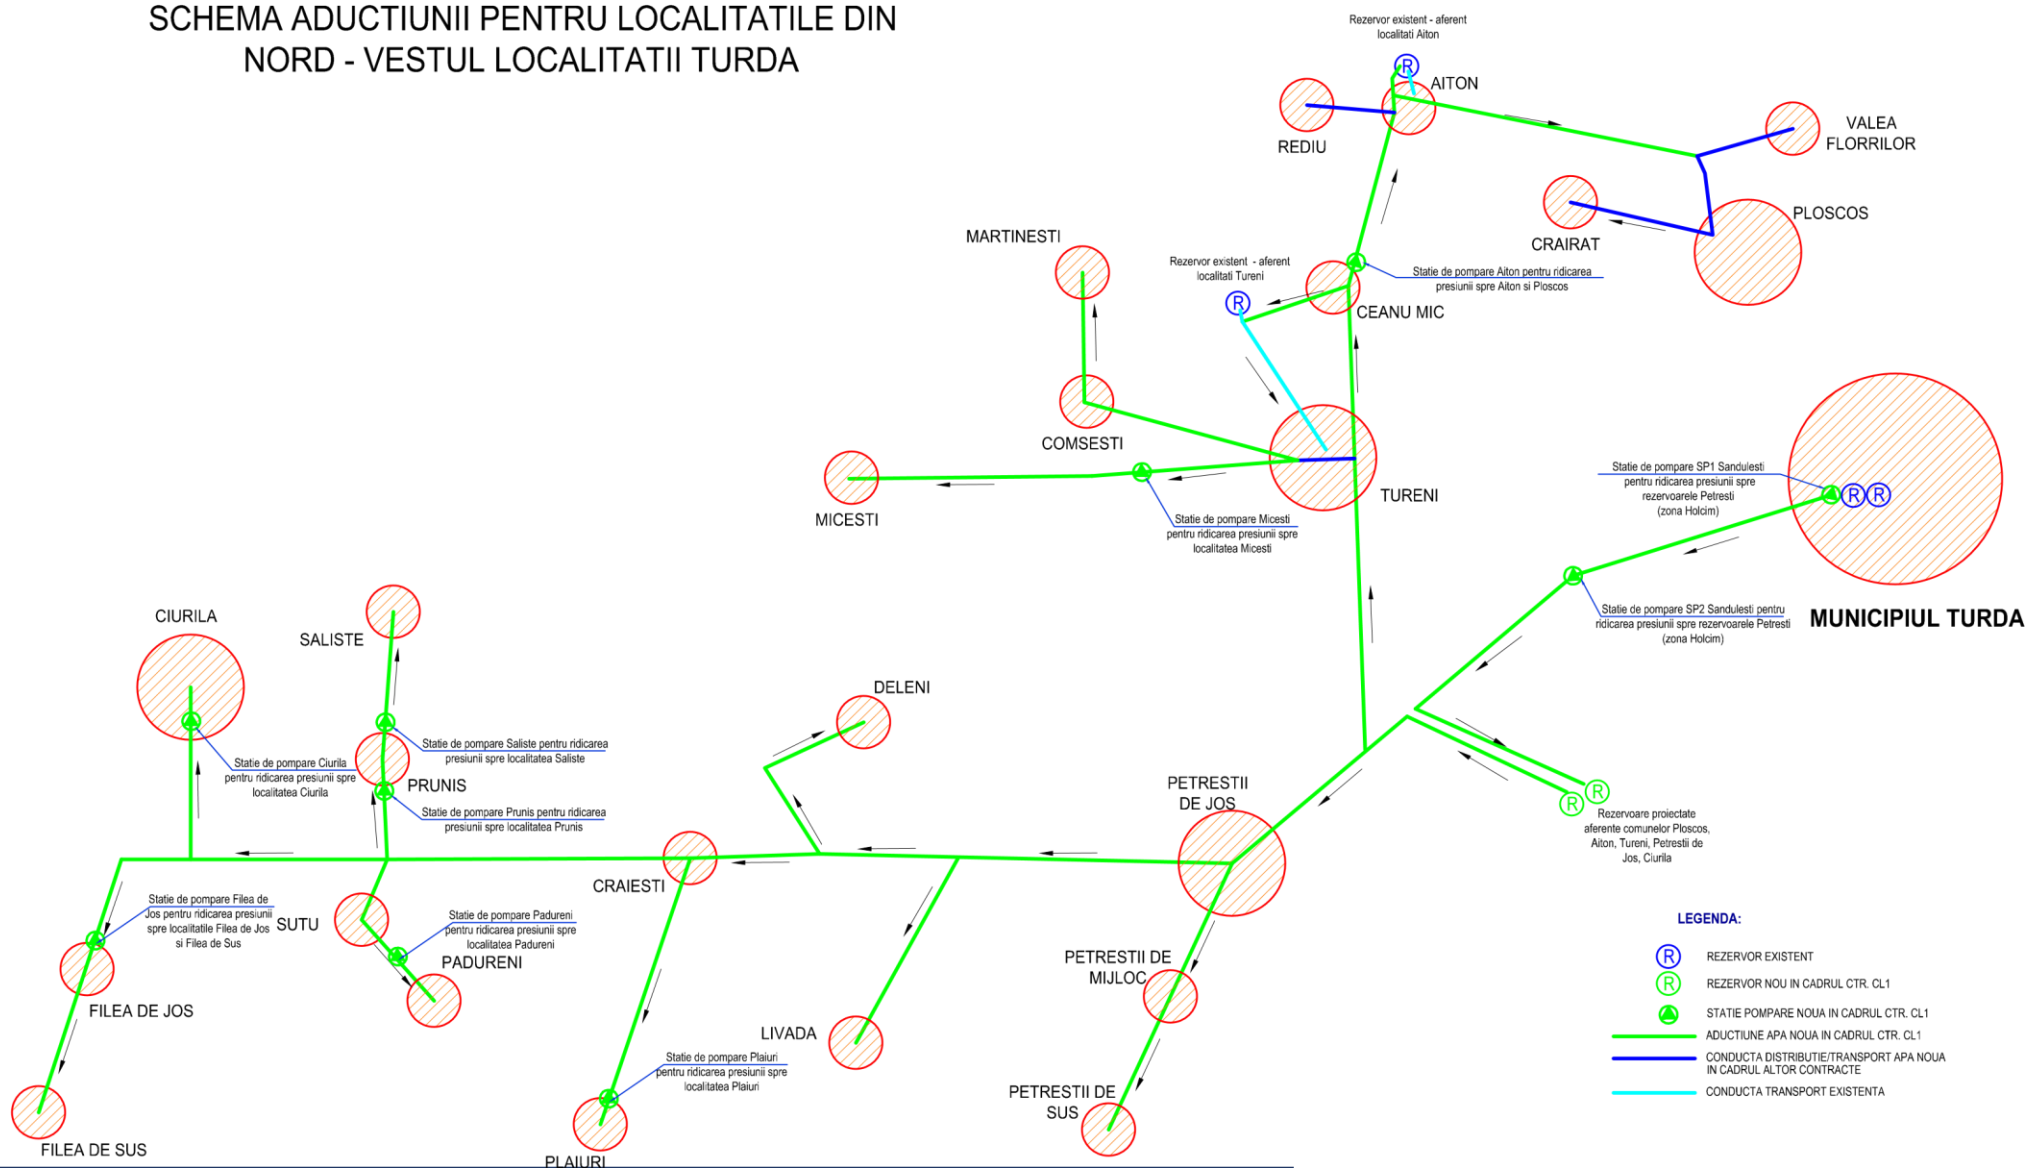 SCHEMA ADUCTIUNII PENTRU LOCALITATILE DIN
NORD - VESTUL LOCALITATII TURDA
Rezervor existent - aferent
localitati Aiton
R
AITON
REDIU
VALEA
FLORRILOR
PLOSCOS
CRAIRAT
MARTINESTI
Rezervor existent - aferent
localitati Tureni
R
Statie de pompare Aiton pentru ridicarea
presiunii spre Aiton si Ploscos
CEANU MIC
COMSESTI
MICESTI
TURENI
Statie de pompare Micesti
pentru ridicarea presiunii spre
localitatea Micesti
Statie de pompare SP1 Sandulesti
pentru ridicarea presiunii spre
rezervoarele Petresti
(zona Holcim)
R R
Statie de pompare SP2 Sandulesti pentru
ridicarea presiunii spre rezervoarele Petresti
(zona Holcim)
MUNICIPIUL TURDA
CIURILA
SALISTE
DELENI
Statie de pompare Saliste pentru ridicarea
presiunii spre localitatea Saliste
Statie de pompare Ciurila
pentru ridicarea presiunii spre
localitatea Ciurila
PRUNIS
Statie de pompare Prunis pentru ridicarea
presiunii spre localitatea Prunis
PETRESTII
DE JOS
R
R
Rezervoare proiectate
aferente comunelor Ploscos,
Aiton, Tureni, Petrestii de
Jos, Ciurila
CRAIESTI
Statie de pompare Filea de
Jos pentru ridicarea presiunii
spre localitatile Filea de Jos
si Filea de Sus
SUTU
Statie de pompare Padureni
pentru ridicarea presiunii spre
localitatea Padureni
PADURENI
PETRESTII DE
MIJLOC
FILEA DE JOS
LIVADA
Statie de pompare Plaiuri
pentru ridicarea presiunii spre
localitatea Plaiuri
PETRESTII DE
SUS
FILEA DE SUS
PLAIURI
LEGENDA:
R REZERVOR EXISTENT
R REZERVOR NOU IN CADRUL CTR. CL1
STATIE POMPARE NOUA IN CADRUL CTR. CL1
ADUCTIUNE APA NOUA IN CADRUL CTR. CL1
CONDUCTA DISTRIBUTIE/TRANSPORT APA NOUA
IN CADRUL ALTOR CONTRACTE
CONDUCTA TRANSPORT EXISTENTA